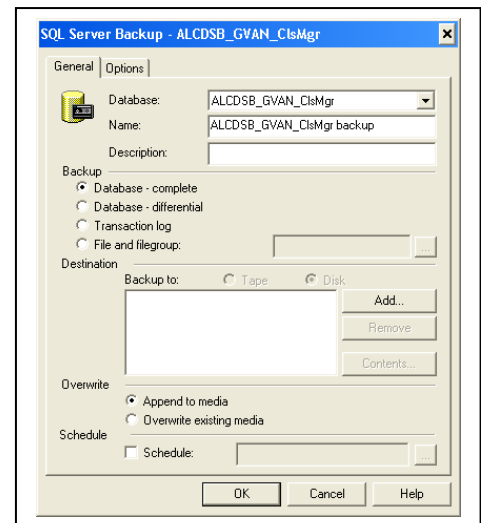 SQL Server Backup - ALCDSB_GVAN_ClsMgr
General Options
Database: ALCDSB_GVAN_ClsMgr
Name: ALCDSB_GVAN_ClsMgr backup
Description:
Backup
Database - complete
Database - differential
Transaction log
File and filegroup: ...
Destination
Backup to: Tape Disk
Add...
Remove
Contents...
Overwrite
Append to media
Overwrite existing media
Schedule
Schedule: ...
OK Cancel Help